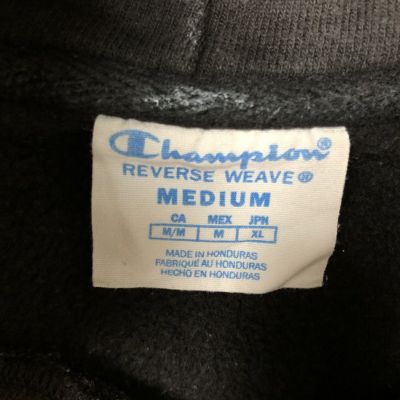 Champion®
REVERSE WEAVE®
MEDIUM
CA MEX JPN
M/M M XL
MADE IN HONDURAS
FABRIQUÉ AU HONDURAS
HECHO EN HONDURAS